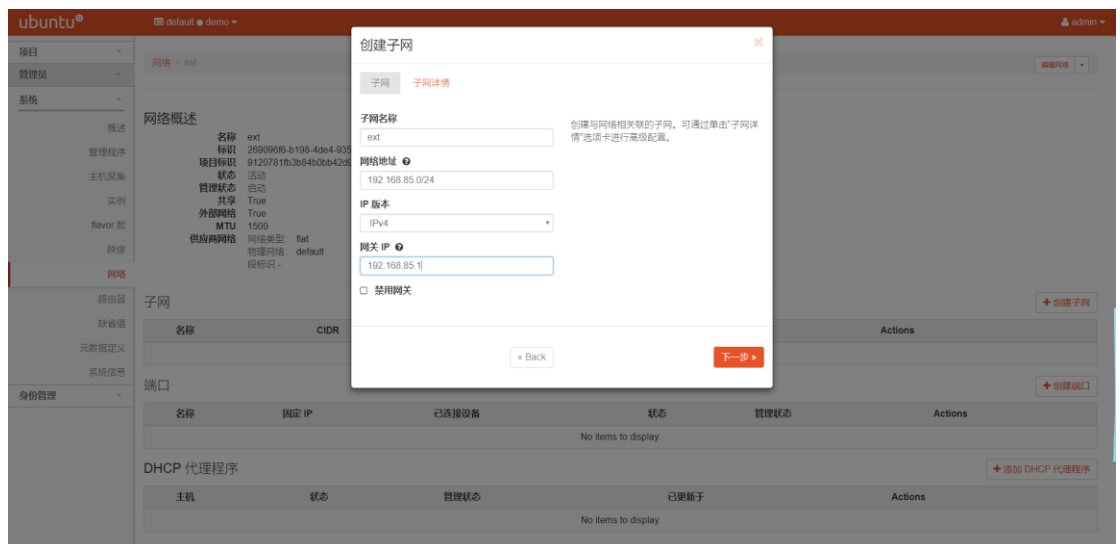 ubuntu®
default ● demo
admin
项目
管理员
系统
概述
管理程序
主机聚集
实例
flavor 数
映像
网络
路由器
缺省值
元数据定义
系统信息
身份管理
网络 / ext
编辑网络
网络概述
名称 ext
标识 269096f6-b198-4de4-935
项目标识 9120781fb3b84b0bb42d9
状态 活动
管理状态 启动
共享 True
外部网络 True
MTU 1500
供应商网络 网络类型: flat
物理网络: default
段标识 -
创建子网
×
子网 子网详情
子网名称
ext
网络地址
192.168.85.0/24
IP 版本
IPv4
网关 IP
192.168.85.1
禁用网关
创建与网络相关联的子网。可通过单击“子网详
情”选项卡进行高级配置。
« Back
下一步 »
子网
+ 创建子网
名称 CIDR Actions
端口
+ 创建端口
名称 固定 IP 已连接设备 状态 管理状态 Actions
No items to display.
DHCP 代理程序
+ 添加 DHCP 代理程序
主机 状态 管理状态 已更新于 Actions
No items to display.